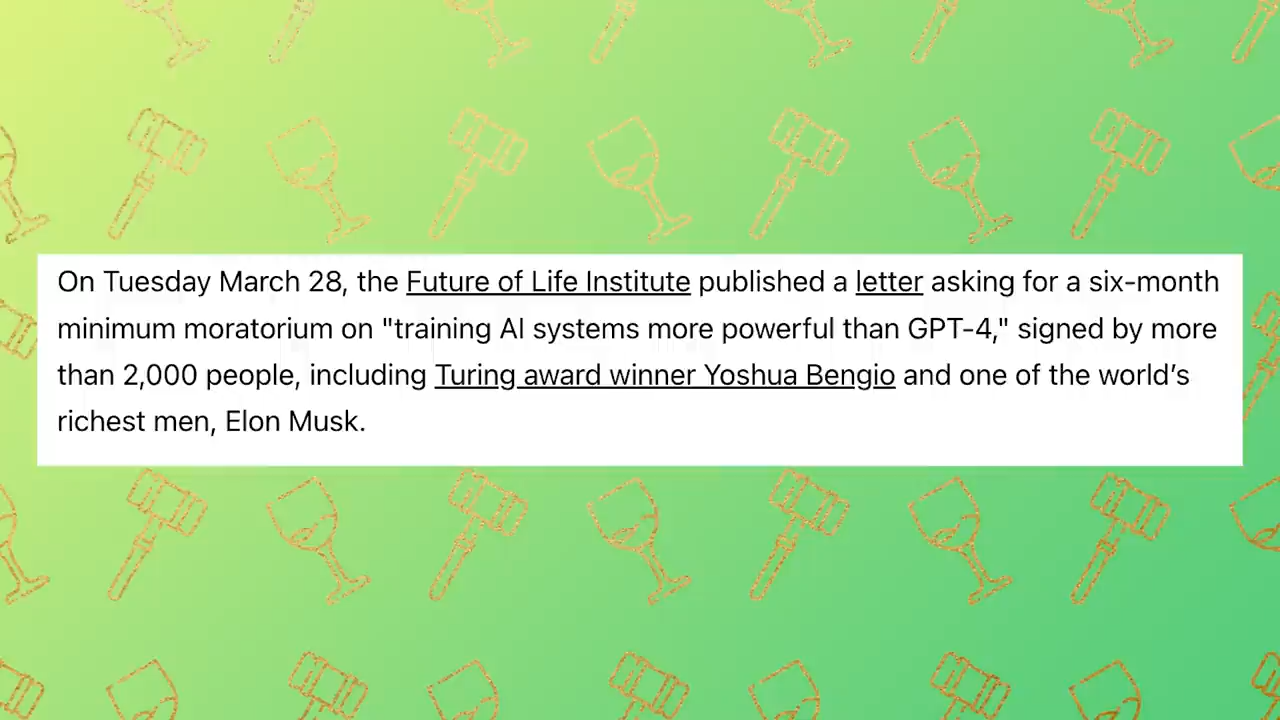 On Tuesday March 28, the Future of Life Institute published a letter asking for a six-month
minimum moratorium on "training AI systems more powerful than GPT-4," signed by more
than 2,000 people, including Turing award winner Yoshua Bengio and one of the world’s
richest men, Elon Musk.